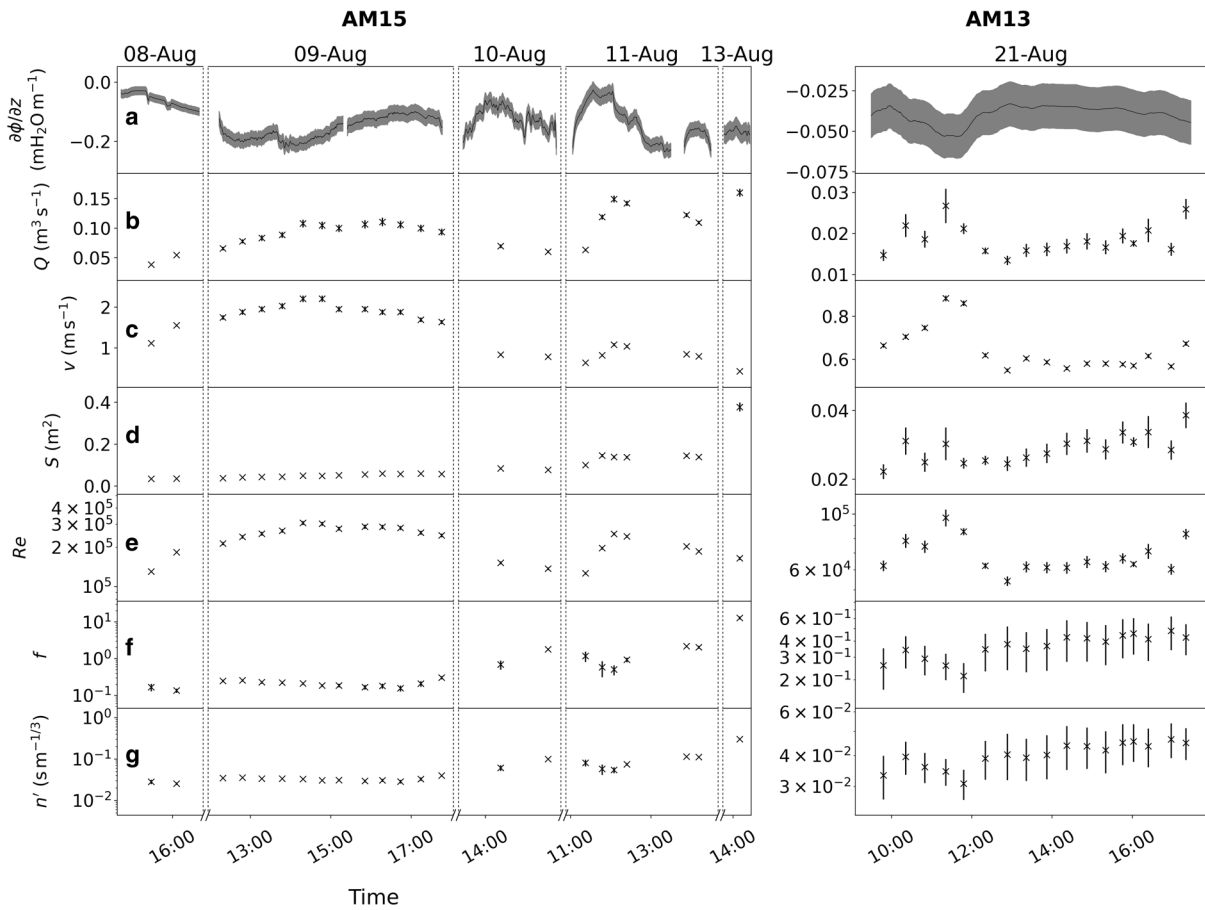 AM15
AM13
08-Aug
09-Aug
10-Aug
11-Aug
13-Aug
21-Aug
∂ϕ/∂z
(mH₂O m⁻¹)
0.0
−0.2
a
−0.025
−0.050
−0.075
Q (m³ s⁻¹)
0.15
0.10
0.05
b
0.03
0.02
0.01
v (m s⁻¹)
2
1
c
0.8
0.6
S (m²)
0.4
0.2
0.0
d
0.04
0.02
Re
4 × 10⁵
3 × 10⁵
2 × 10⁵
10⁵
e
10⁵
6 × 10⁴
f
10¹
10⁰
10⁻¹
f
6 × 10⁻¹
4 × 10⁻¹
3 × 10⁻¹
2 × 10⁻¹
n′ (s m⁻¹/³)
10⁰
10⁻¹
10⁻²
g
6 × 10⁻²
4 × 10⁻²
3 × 10⁻²
16:00
13:00
15:00
17:00
14:00
11:00
13:00
14:00
10:00
12:00
14:00
16:00
Time